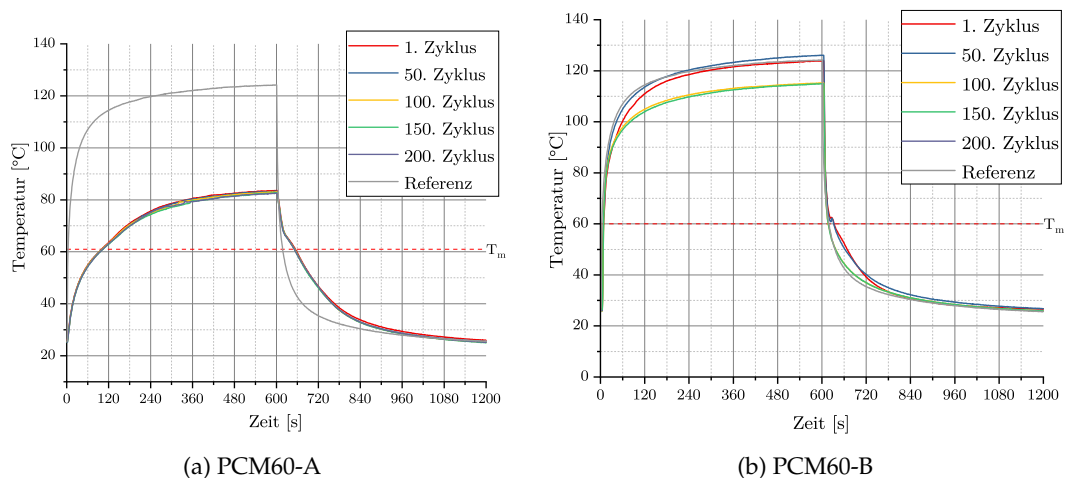 140
120
100
80
60
40
20
Temperatur [°C]
0
120
240
360
480
600
720
840
960
1080
1200
Zeit [s]
1. Zyklus
50. Zyklus
100. Zyklus
150. Zyklus
200. Zyklus
Referenz
Tm
(a) PCM60-A
140
120
100
80
60
40
20
0
Temperatur [°C]
0
120
240
360
480
600
720
840
960
1080
1200
Zeit [s]
1. Zyklus
50. Zyklus
100. Zyklus
150. Zyklus
200. Zyklus
Referenz
Tm
(b) PCM60-B